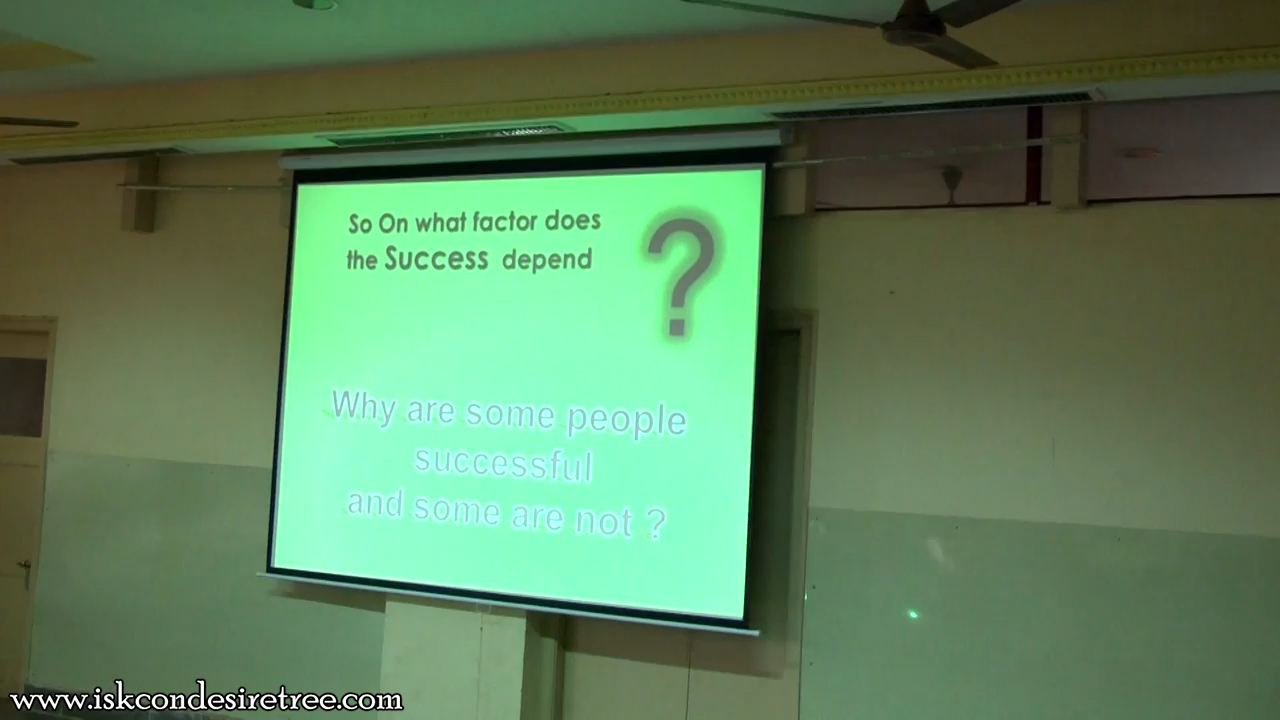 So On what factor does
the Success depend
?
Why are some people
successful
and some are not ?
www.iskcondesiretree.com